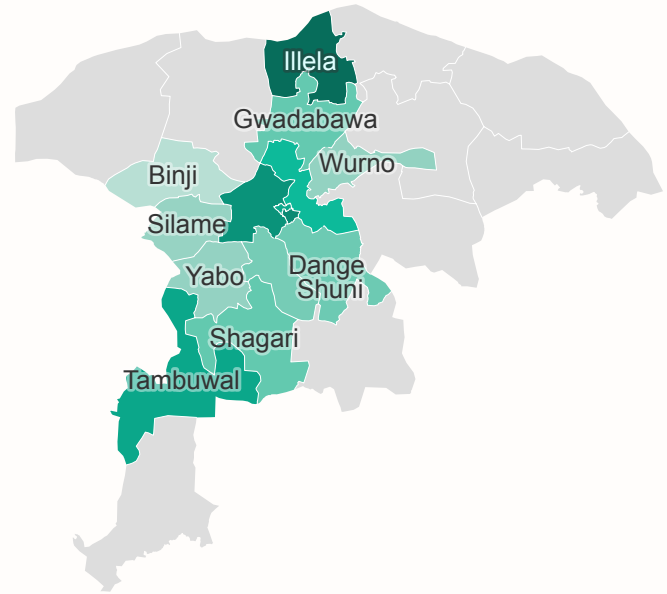 Illela
Gwadabawa
Wurno
Binji
Silame
Dange
Shuni
Yabo
Shagari
Tambuwal